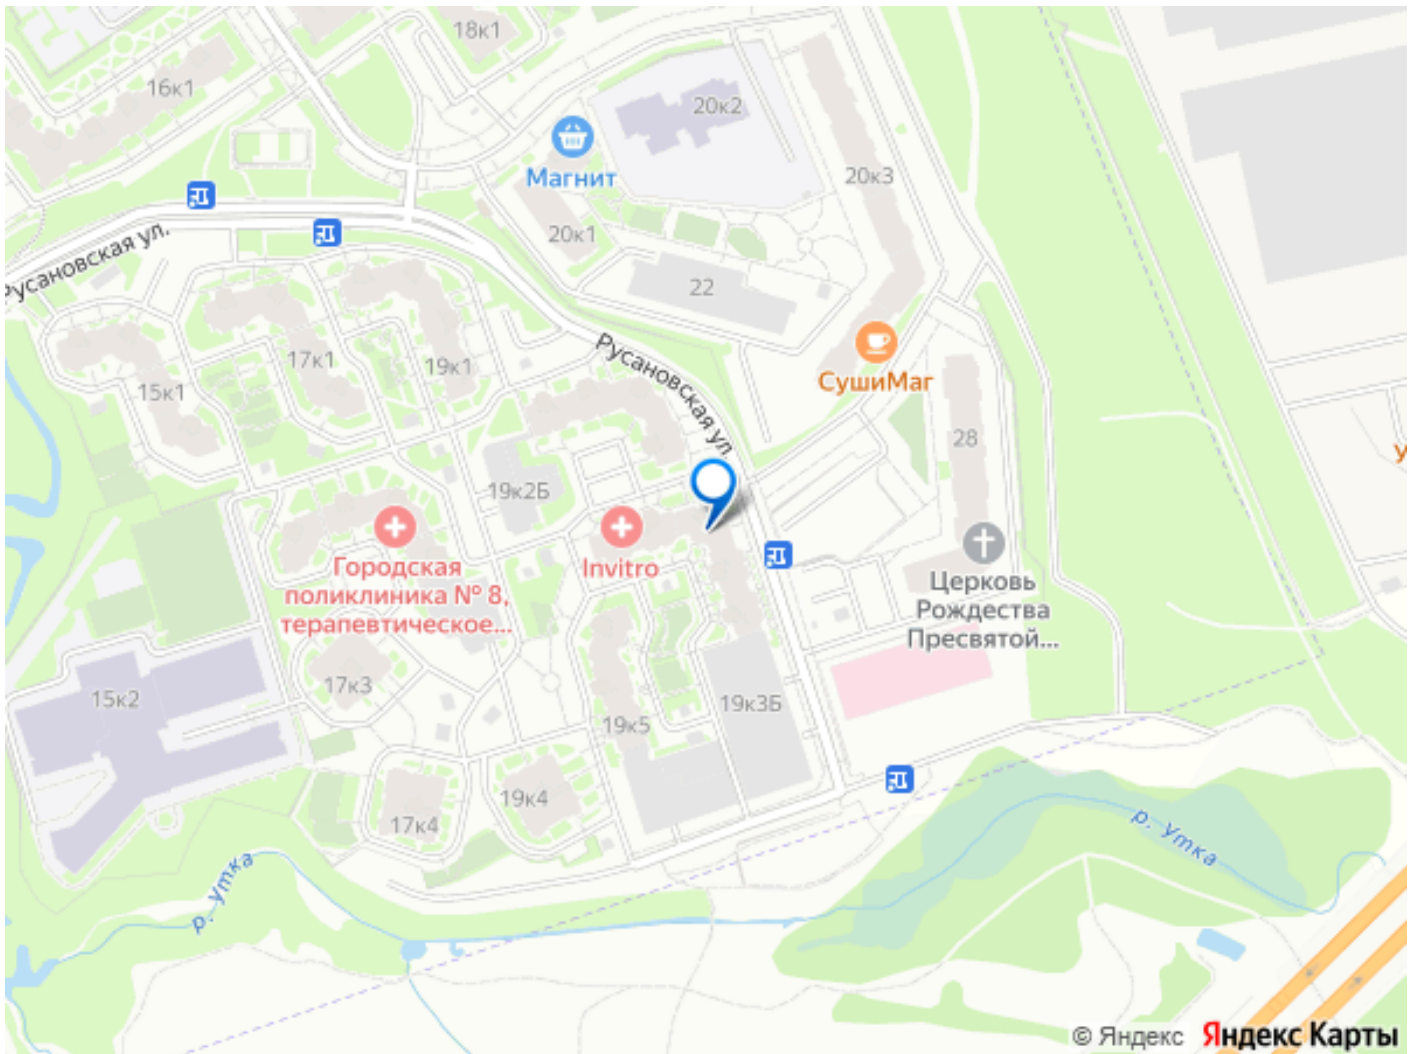 18к1
16к1
20к2
Магнит
20к3
Русановская ул.
20к1
22
Русановская ул.
17к1
19к1
15к1
СушиМаг
28
У
19к2Б
Городская
поликлиника № 8,
терапевтическое...
Invitro
Церковь
Рождества
Пресвятой...
17к3
15к2
19к5
19к3Б
19к4
17к4
р. Утка
р. Утка
© Яндекс Яндекс Карты